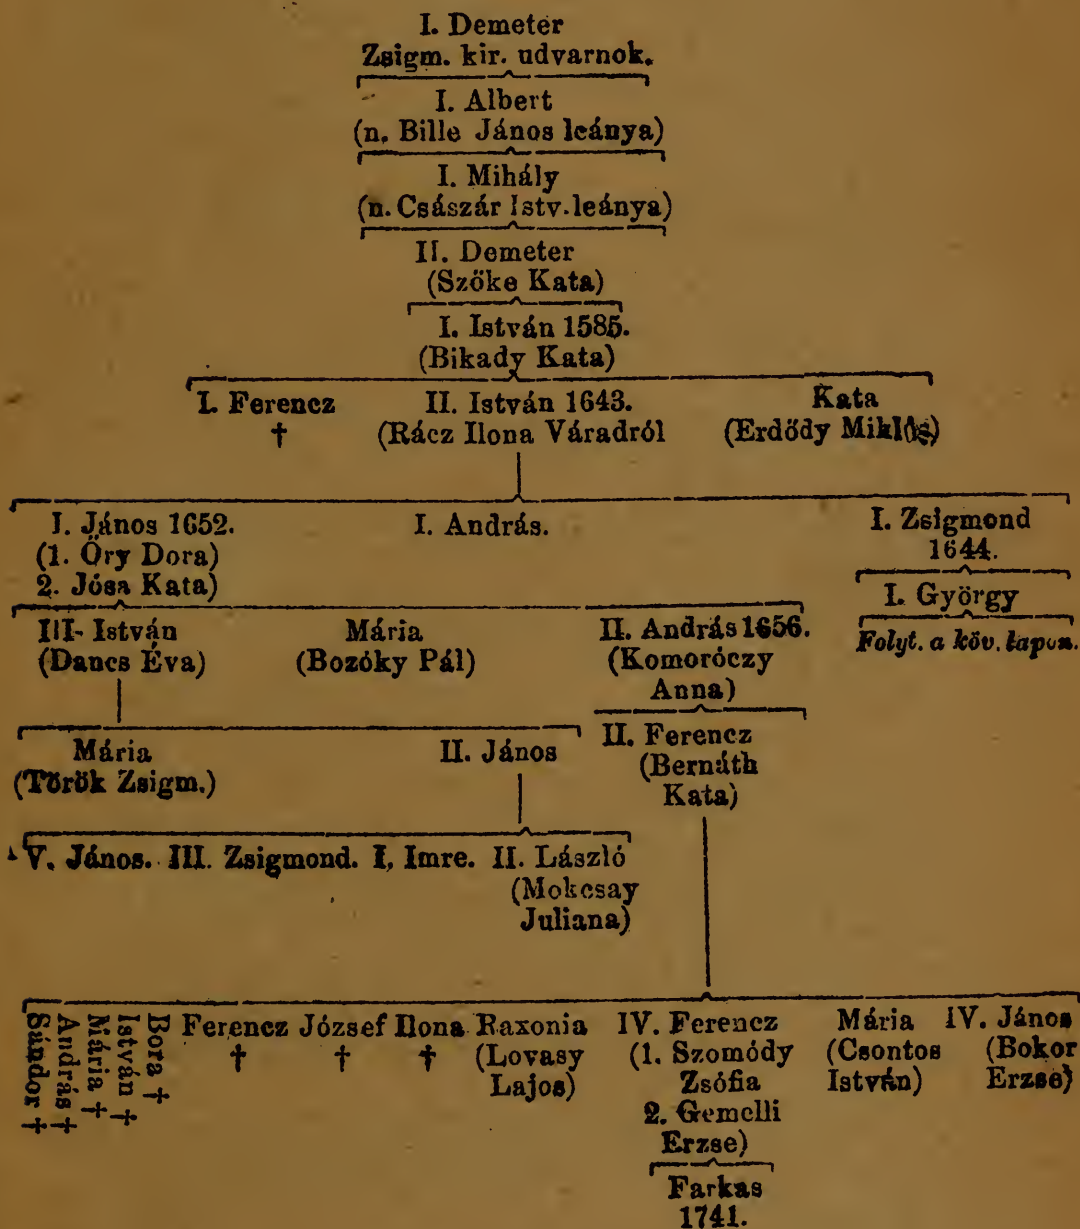 I. Demeter
Zsigm. kir. udvarnok.
I. Albert
(n. Bille János leánya)
I. Mihály
(n. Császár Istv. leánya)
II. Demeter
(Szőke Kata)
I. István 1585.
(Bikady Kata)
I. Ferencz
†
II. István 1643.
(Rácz Ilona Váradról
Kata
(Erdődy Miklós)
I. János 1652.
(1. Őry Dora)
2. Jósa Kata)
I. András.
I. Zsigmond
1644.
I. György
Folyt. a köv. lapon.
III- István
(Dancs Éva)
Mária
(Bozóky Pál)
II. András 1656.
(Komoróczy
Anna)
Mária
(Török Zsigm.)
II. János
II. Ferencz
(Bernáth
Kata)
V. János. III. Zsigmond. I, Imre. II. László
(Mokcsay
Juliana)
Sándor †
András †
Mária †
István †
Bora †
Ferencz
†
József
†
Ilona
†
Raxonia
(Lovasy
Lajos)
IV. Ferencz
(1. Szomódy
Zsófia
2. Gemelli
Erzse)
Mária
(Csontos
István)
IV. János
(Bokor
Erzse)
Farkas
1741.